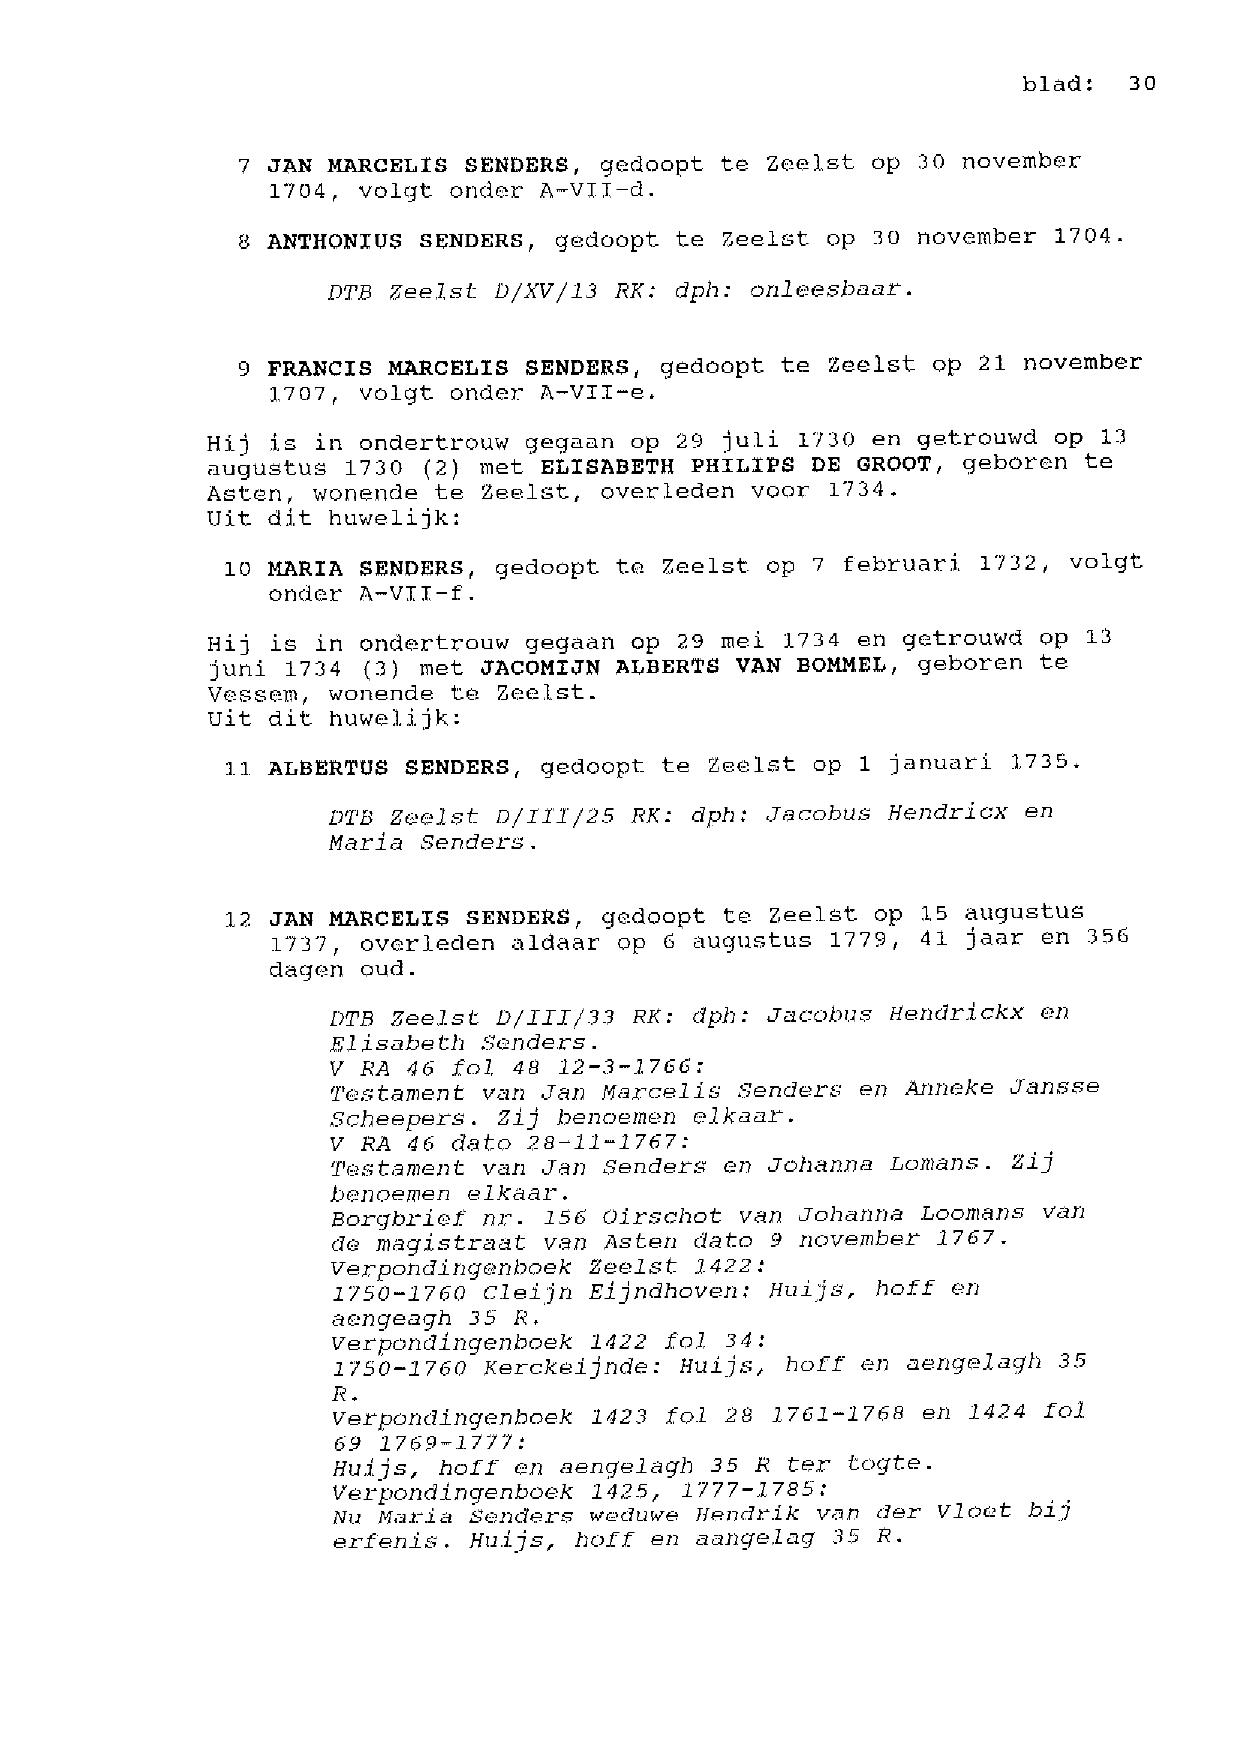 blad: 30
7 JAN MARCELIS SENDERS, gedoopt te Zeelst op 30 november
1704, volgt onder A-VII-d.
8 ANTHONIUS SENDERS, gedoopt te Zeelst op 30 november 1704.
DTB Zeelst D/XV/13 RK: dph: onleesbaar.
9 FRANCIS MARCELIS SENDERS, gedoopt te Zeelst op 21 november
1707, volgt onder A-VII-e.
Hij is in ondertrouw gegaan op 29 juli 1730 en getrouwd op 13
augustus 1730 (2) met ELISABETH PHILIPS DE GROOT, geboren te
Asten, wonende te Zeelst, overleden voor 1734.
Uit dit huwelijk:
10 MARIA SENDERS, gedoopt te Zeelst op 7 februari 1732, volgt
onder A-VII-f.
Hij is in ondertrouw gegaan op 29 mei 1734 en getrouwd op 13
juni 1734 (3) met JACOMIJN ALBERTS VAN BOMMEL, geboren te
Vessem, wonende te Zeelst.
Uit dit huwelijk:
11 ALBERTUS SENDERS, gedoopt te Zeelst op 1 januari 1735.
DTB Zeelst D/III/25 RK: dph: Jacobus Hendricx en
Maria Senders.
12 JAN MARCELIS SENDERS, gedoopt te Zeelst op 15 augustus
1737, overleden aldaar op 6 augustus 1779, 41 jaar en 356
dagen oud.
DTB Zeelst D/III/33 RK: dph: Jacobus Hendrickx en
Elisabeth Senders.
V RA 46 fol 48 12-3-1766:
Testament van Jan Marcelis Senders en Anneke Jansse
Scheepers. Zij benoemen elkaar.
V RA 46 dato 28-11-1767:
Testament van Jan Senders en Johanna Lomans. Zij
benoemen elkaar.
Borgbrief nr. 156 Oirschot van Johanna Loomans van
de magistraat van Asten dato 9 november 1767.
Verpondingenboek Zeelst 1422:
1750-1760 Cleijn Eijndhoven: Huijs, hoff en
aengeagh 35 R.
Verpondingenboek 1422 fol 34:
1750-1760 Kerckeijnde: Huijs, hoff en aengelagh 35
R.
Verpondingenboek 1423 fol 28 1761-1768 en 1424 fol
69 1769-1777:
Huijs, hoff en aengelagh 35 R ter togte.
Verpondingenboek 1425, 1777-1785:
Nu Maria Senders weduwe Hendrik van der Vloet bij
erfenis. Huijs, hoff en aangelag 35 R.